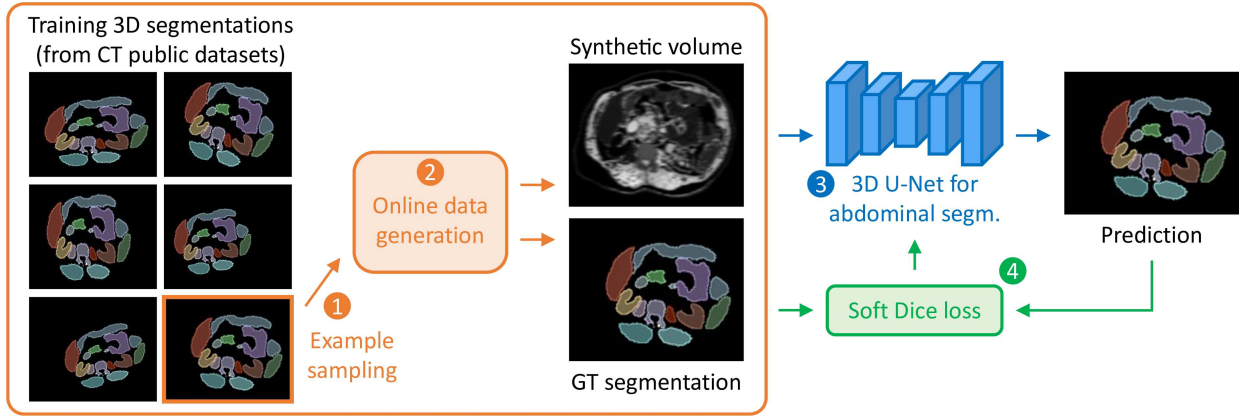 Training 3D segmentations
(from CT public datasets)
1
Example
sampling
2
Online data
generation
Synthetic volume
GT segmentation
3
3D U-Net for
abdominal segm.
4
Soft Dice loss
Prediction